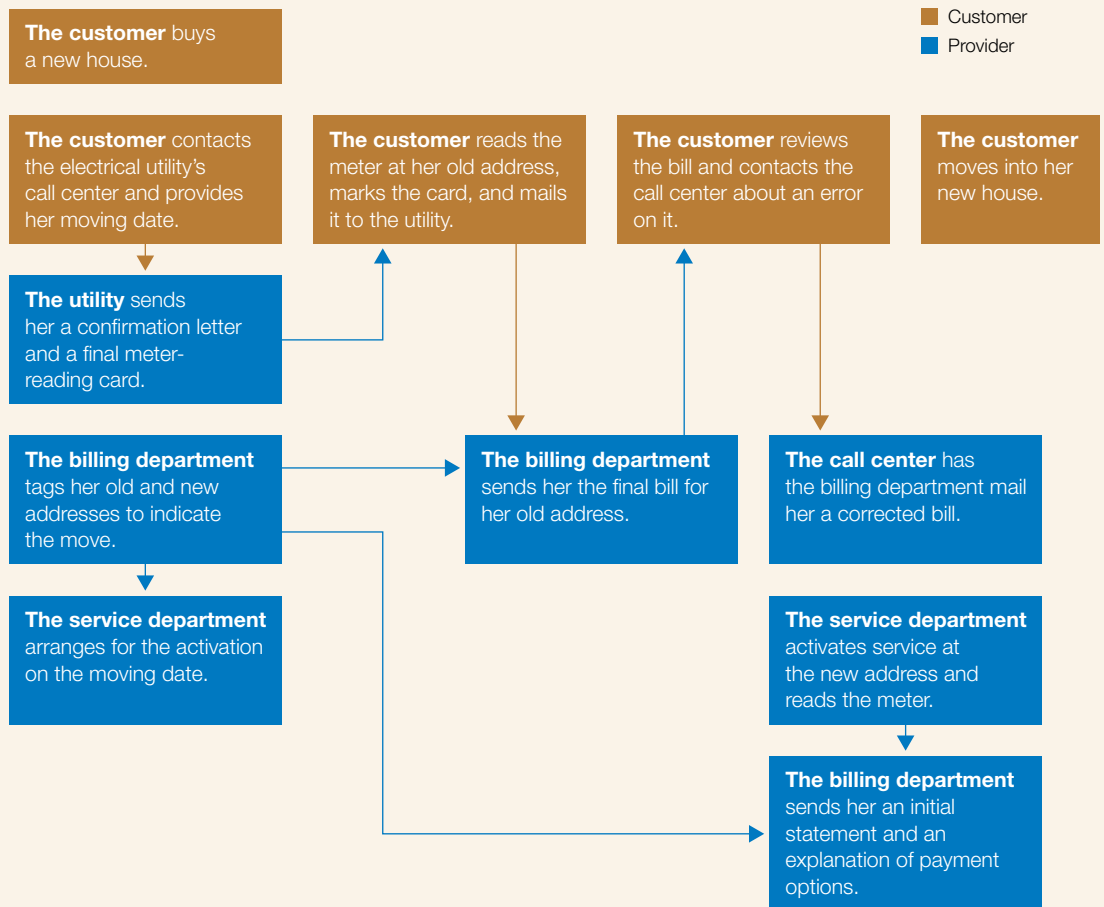 Customer
Provider
The customer buys
a new house.
The customer contacts
the electrical utility's
call center and provides
her moving date.
The customer reads the
meter at her old address,
marks the card, and mails
it to the utility.
The customer reviews
the bill and contacts the
call center about an error
on it.
The customer
moves into her
new house.
The utility sends
her a confirmation letter
and a final meter-
reading card.
The billing department
tags her old and new
addresses to indicate
the move.
The billing department
sends her the final bill for
her old address.
The call center has
the billing department mail
her a corrected bill.
The service department
arranges for the activation
on the moving date.
The service department
activates service at
the new address and
reads the meter.
The billing department
sends her an initial
statement and an
explanation of payment
options.